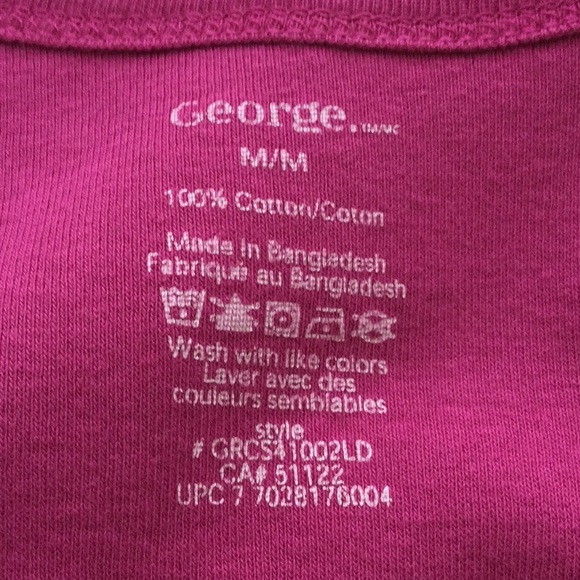 George.TM/MC
M/M
100% Cotton/Coton
Made in Bangladesh
Fabrique au Bangladesh
Wash with like colors
Laver avec des
couleurs semblables
style
# GRCS41002LD
CA# 51122
UPC 7 7028176004